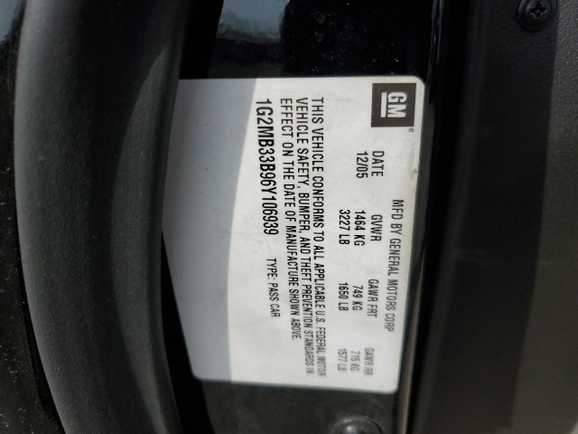 GM
MFD BY GENERAL MOTORS CORP
DATE GVWR GAWR FRT GAWR RR
12/05 1464 KG 749 KG 715 KG
3227 LB 1650 LB 1577 LB
THIS VEHICLE CONFORMS TO ALL APPLICABLE U.S. FEDERAL MOTOR
VEHICLE SAFETY, BUMPER, AND THEFT PREVENTION STANDARDS IN
EFFECT ON THE DATE OF MANUFACTURE SHOWN ABOVE.
1G2MB33B96Y106939 TYPE: PASS CAR